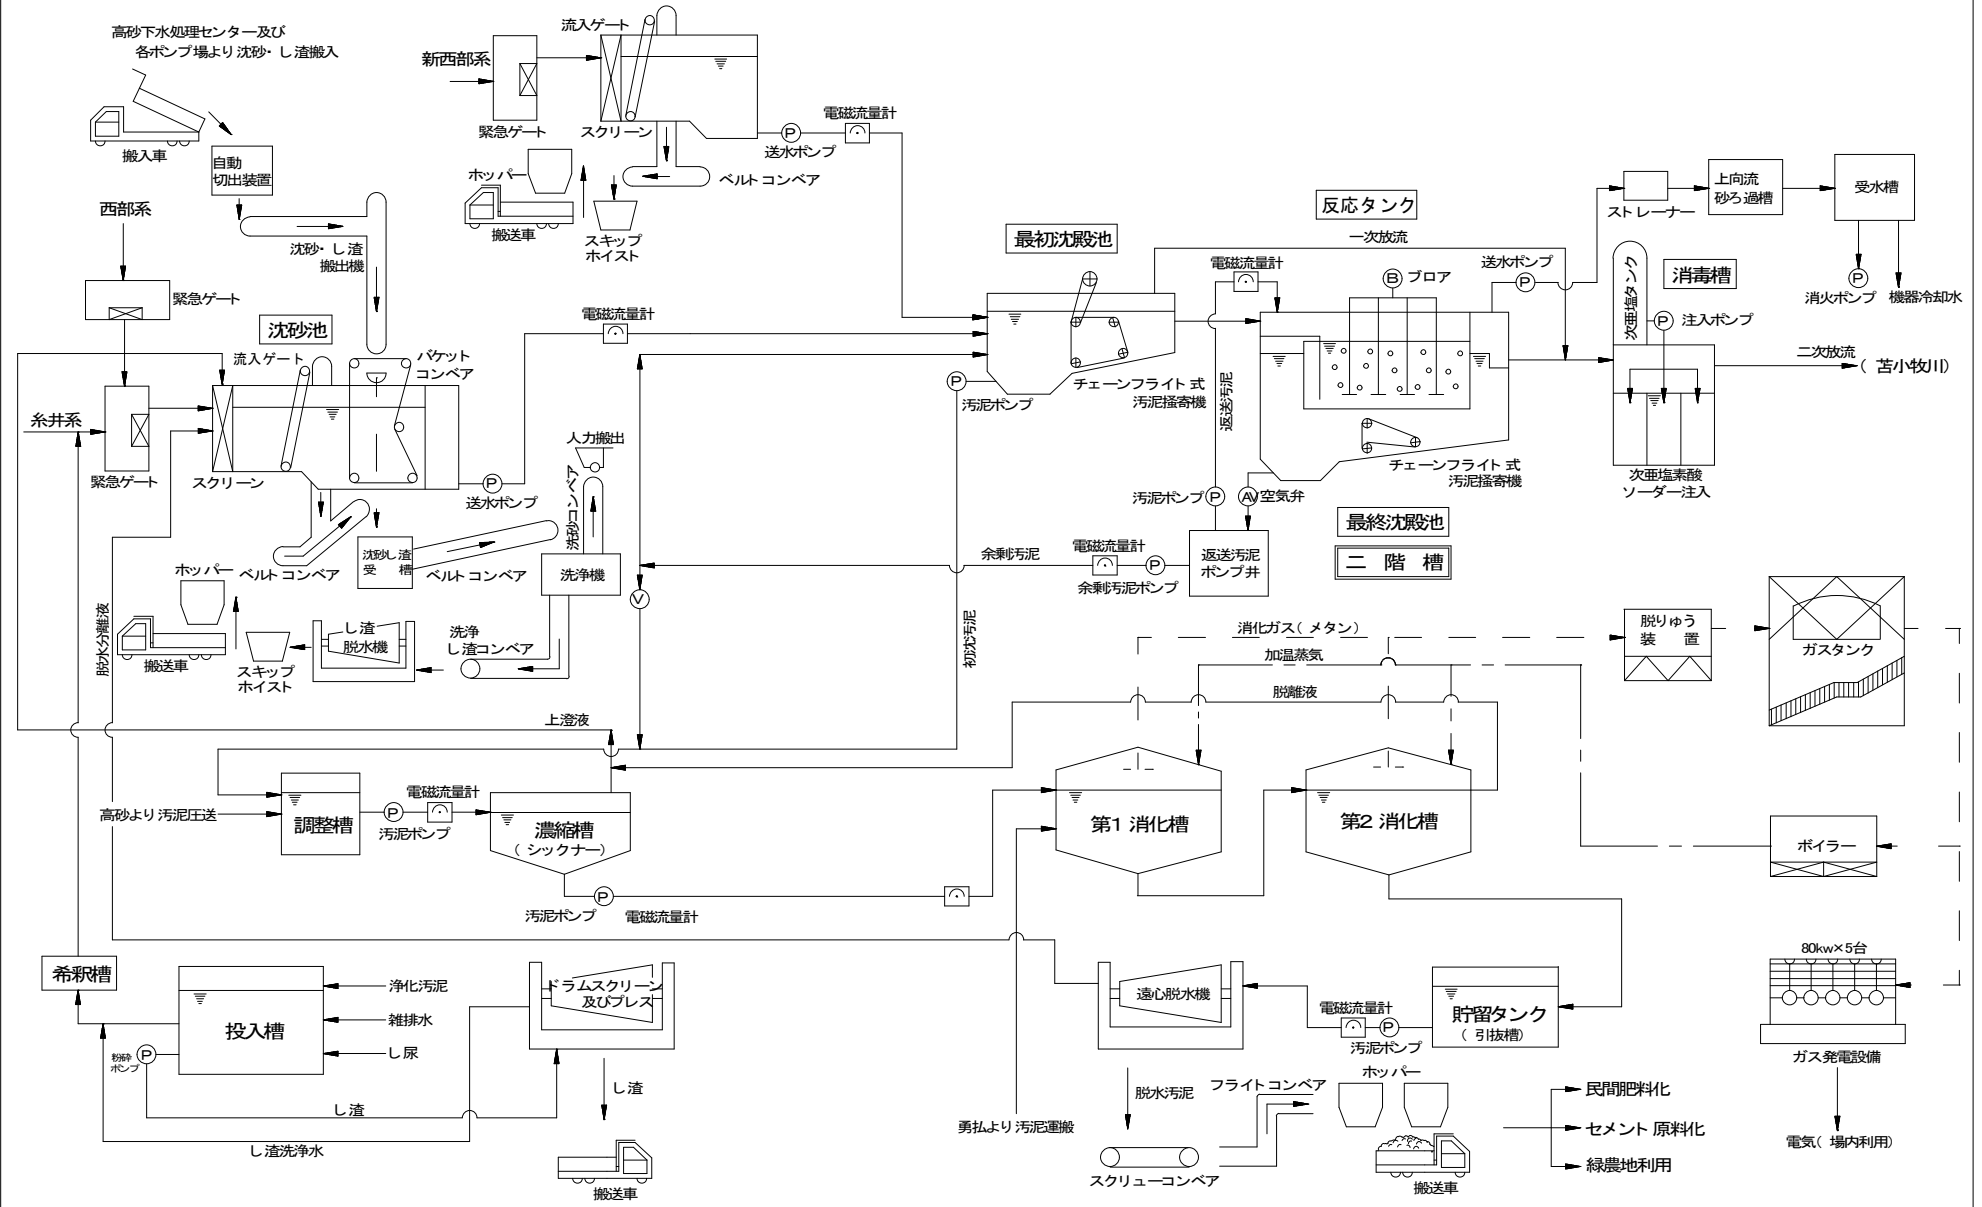 高砂下水処理センター及び
各ポンプ場より沈砂・し渣搬入
搬入車
自動
切出装置
沈砂・し渣
搬出機
西部系
緊急ゲート
新西部系
緊急ゲート
流入ゲート
スクリーン
ベルトコンベア
ホッパー
搬送車
スキップ
ホイスト
P
送水ポンプ
電磁流量計
沈砂池
流入ゲート
バケット
コンベア
糸井系
緊急ゲート
スクリーン
P
送水ポンプ
電磁流量計
ベルトコンベア
沈砂し渣
受 槽
ベルトコンベア
人力搬出
洗砂コンベア
洗浄機
洗浄
し渣コンベア
し渣
脱水機
スキップ
ホイスト
ホッパー
搬送車
脱水分離液
最初沈殿池
チェーンフライト式
汚泥掻寄機
P
汚泥ポンプ
初沈汚泥
V
反応タンク
一次放流
電磁流量計
B ブロア
返送汚泥
チェーンフライト式
汚泥掻寄機
汚泥ポンプ P
AV 空気弁
返送汚泥
ポンプ井
最終沈殿池
二 階 槽
余剰汚泥
電磁流量計
P
余剰汚泥ポンプ
送水ポンプ
P
ストレーナー
上向流
砂ろ過槽
受水槽
P
消火ポンプ
機器冷却水
消毒槽
次亜塩タンク
P 注入ポンプ
次亜塩素酸
ソーダー注入
二次放流
(苫小牧川)
消化ガス(メタン)
加温蒸気
脱離液
脱りゅう
装 置
ガスタンク
ボイラー
80kw×5台
ガス発電設備
電気(場内利用)
上澄液
高砂より汚泥圧送
調整槽
P
汚泥ポンプ
電磁流量計
濃縮槽
(シックナー)
P
汚泥ポンプ
電磁流量計
第1消化槽
第2消化槽
勇払より汚泥運搬
希釈槽
投入槽
浄化汚泥
雑排水
し尿
粉砕
ポンプ
P
し渣
し渣洗浄水
ドラムスクリーン
及びプレス
し渣
搬送車
遠心脱水機
電磁流量計
P
汚泥ポンプ
貯留タンク
(引抜槽)
脱水汚泥
スクリューコンベア
フライトコンベア
ホッパー
搬送車
民間肥料化
セメント原料化
緑農地利用